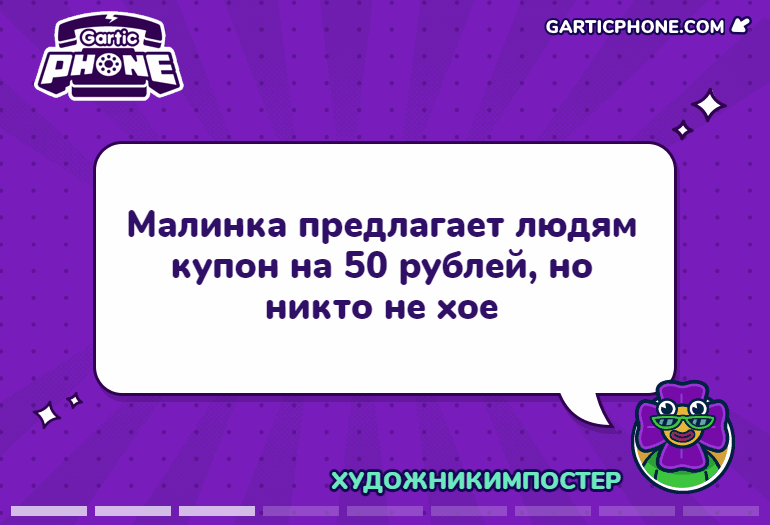 GARTICPHONE.COM
Gartic
PHONE
Малинка предлагает людям
купон на 50 рублей, но
никто не хое
ХУДОЖНИКИМПОСТЕР